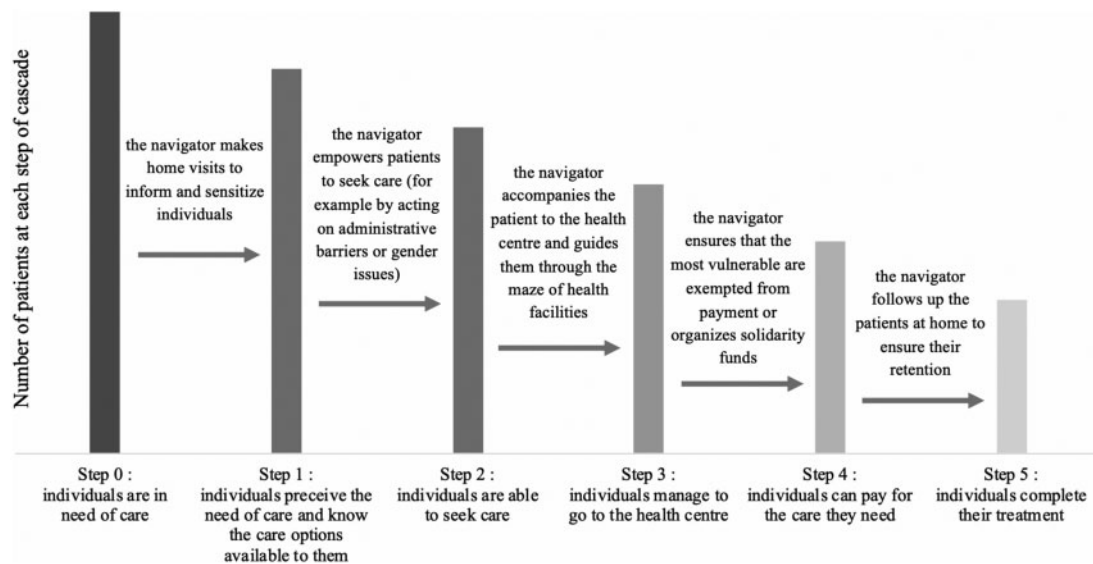 Number of patients at each step of cascade
the navigator makes
home visits to
inform and sensitize
individuals
the navigator
empowers patients
to seek care (for
example by acting
on administrative
barriers or gender
issues)
the navigator
accompanies the
patient to the health
centre and guides
them through the
maze of health
facilities
the navigator
ensures that the
most vulnerable are
exempted from
payment or
organizes solidarity
funds
the navigator
follows up the
patients at home to
ensure their
retention
Step 0 :
individuals are in
need of care
Step 1 :
individuals preceive the
need of care and know
the care options
available to them
Step 2 :
individuals are able
to seek care
Step 3 :
individuals manage to
go to the health centre
Step 4 :
individuals can pay for
the care they need
Step 5 :
individuals complete
their treatment